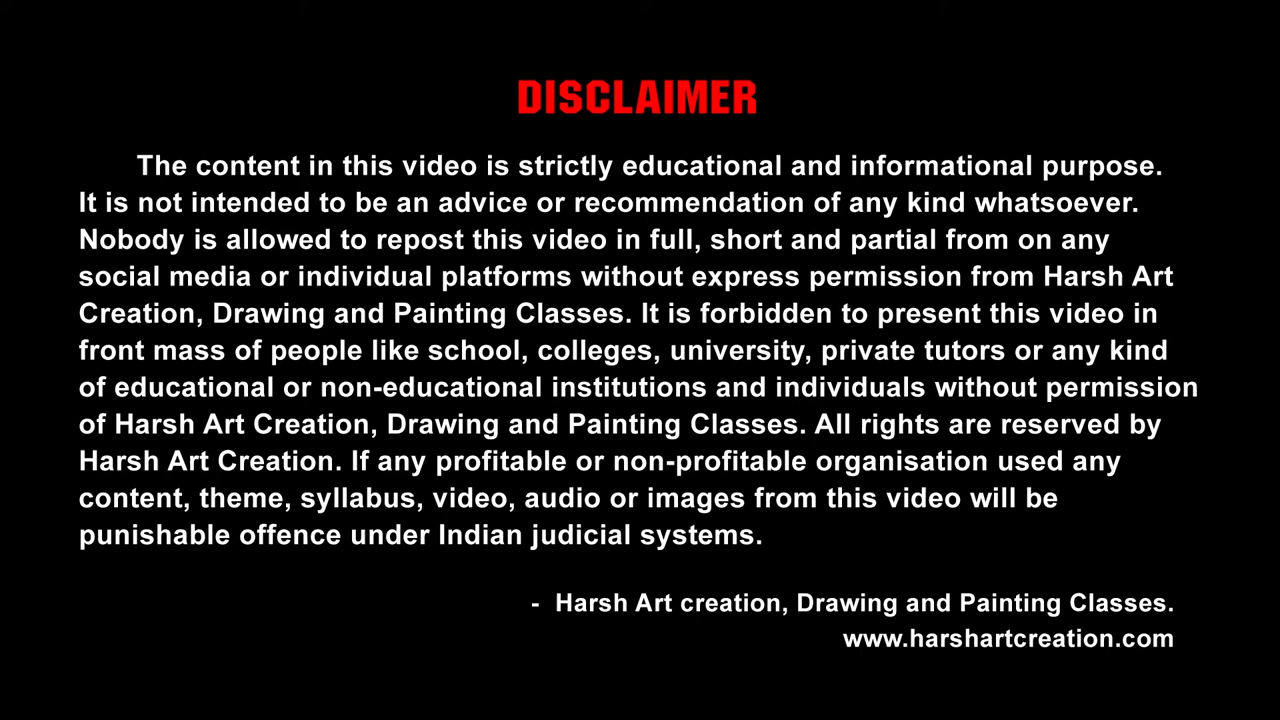 DISCLAIMER
The content in this video is strictly educational and informational purpose.
It is not intended to be an advice or recommendation of any kind whatsoever.
Nobody is allowed to repost this video in full, short and partial from on any
social media or individual platforms without express permission from Harsh Art
Creation, Drawing and Painting Classes. It is forbidden to present this video in
front mass of people like school, colleges, university, private tutors or any kind
of educational or non-educational institutions and individuals without permission
of Harsh Art Creation, Drawing and Painting Classes. All rights are reserved by
Harsh Art Creation. If any profitable or non-profitable organisation used any
content, theme, syllabus, video, audio or images from this video will be
punishable offence under Indian judicial systems.
- Harsh Art creation, Drawing and Painting Classes.
www.harshartcreation.com